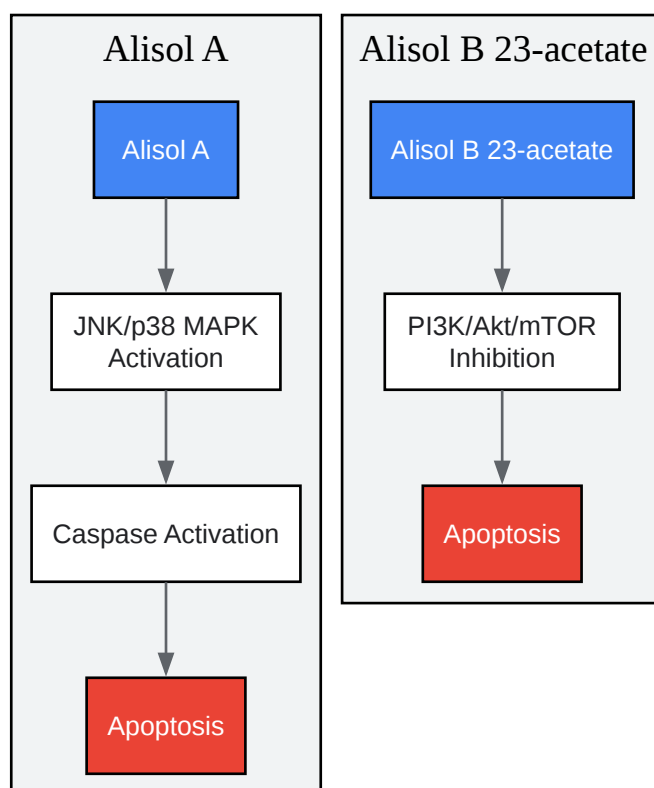 Alisol A
Alisol A
JNK/p38 MAPK
Activation
Caspase Activation
Apoptosis
Alisol B 23-acetate
Alisol B 23-acetate
PI3K/Akt/mTOR
Inhibition
Apoptosis